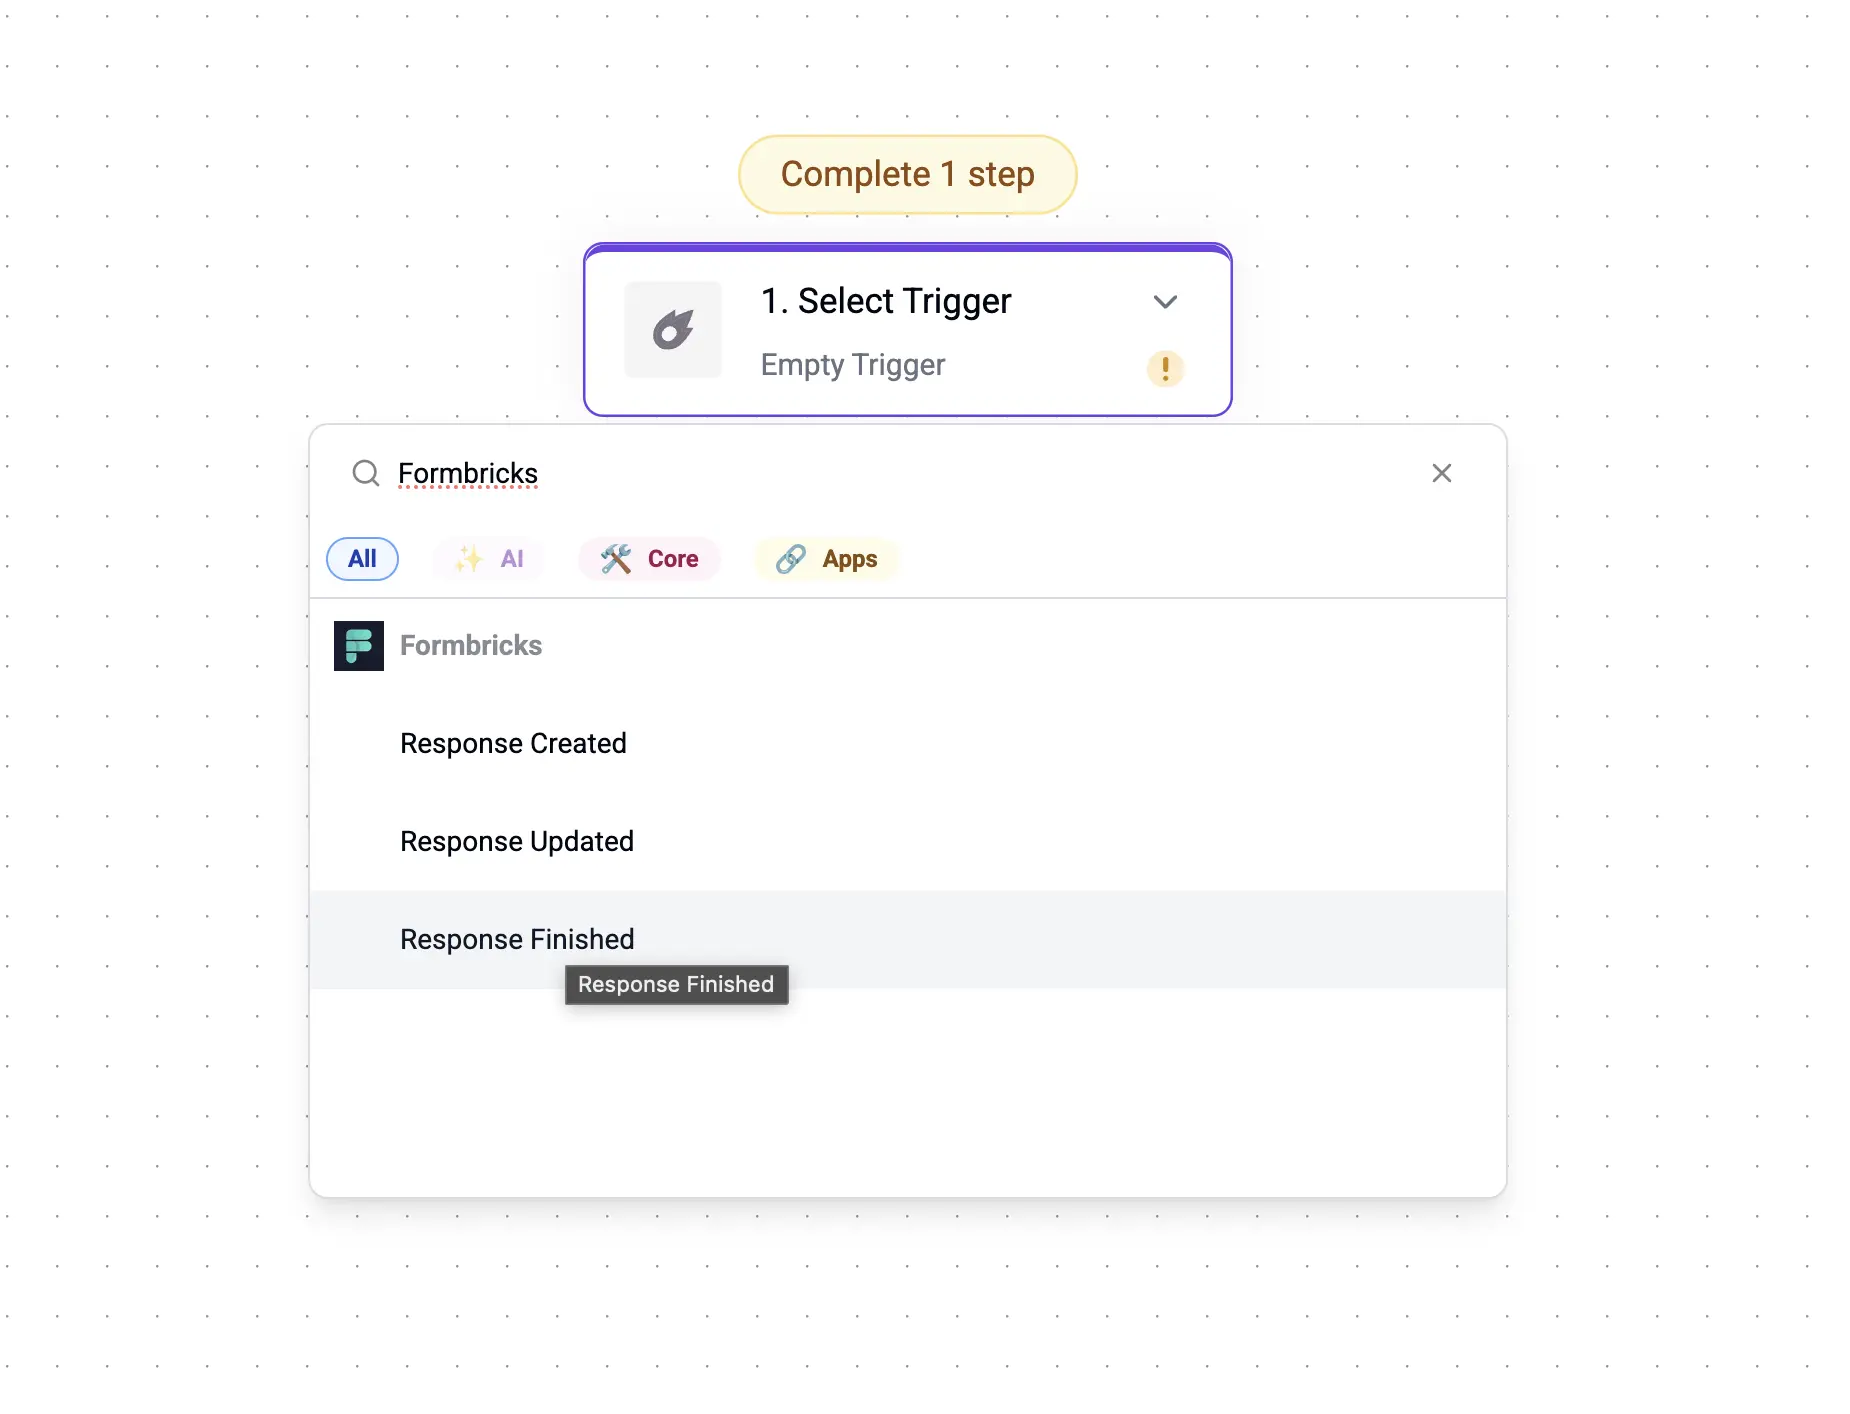 Complete 1 step
1. Select Trigger
Empty Trigger
Formbricks
All
AI
Core
Apps
Formbricks
Response Created
Response Updated
Response Finished
Response Finished